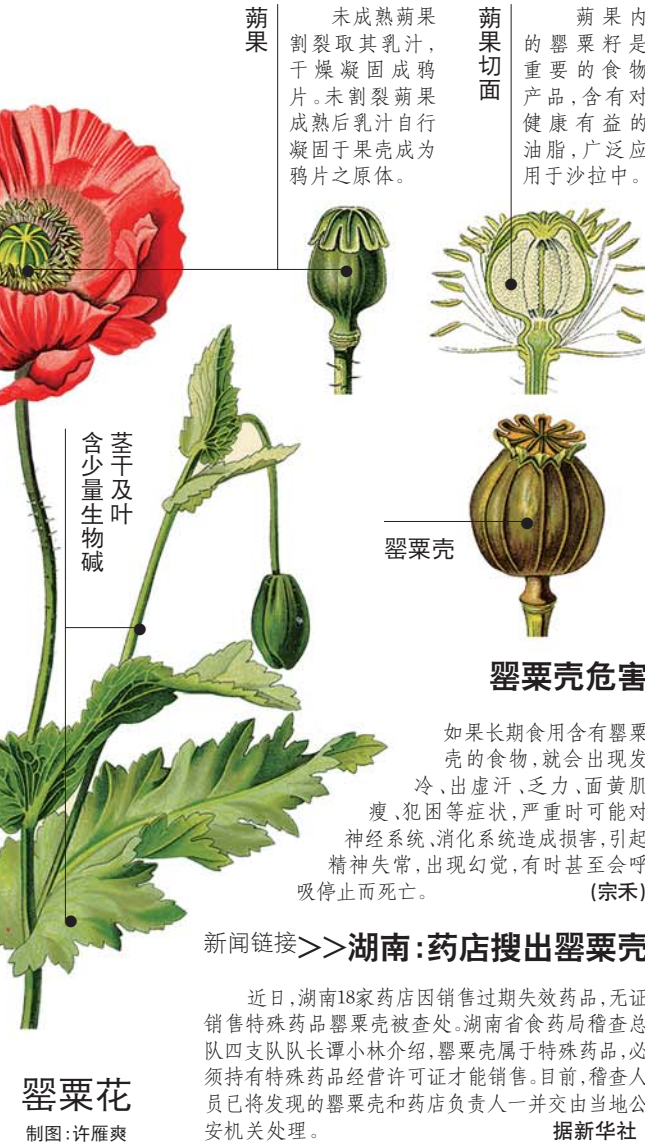 蒴果
未成熟蒴果
割裂取其乳汁，
干燥凝固成鸦
片。未割裂蒴果
成熟后乳汁自行
凝固于果壳成为
鸦片之原体。
蒴果切面
蒴果内
的罂粟籽是
重要的食物
产品，含有对
健康有益的
油脂，广泛应
用于沙拉中。
茎干及叶
含少量生物碱
罂粟壳
罂粟壳危害
如果长期食用含有罂粟
壳的食物，就会出现发
冷、出虚汗、乏力、面黄肌
瘦、犯困等症状，严重时可能对
神经系统、消化系统造成损害，引起
精神失常，出现幻觉，有时甚至会呼
吸停止而死亡。 (宗禾)
新闻链接>>湖南：药店搜出罂粟壳
近日，湖南18家药店因销售过期失效药品，无证
销售特殊药品罂粟壳被查处。湖南省食药局稽查总
队四支队队长谭小林介绍，罂粟壳属于特殊药品，必
须持有特殊药品经营许可证才能销售。目前，稽查人
员已将发现的罂粟壳和药店负责人一并交由当地公
安机关处理。 据新华社
罂粟花
制图：许雁爽